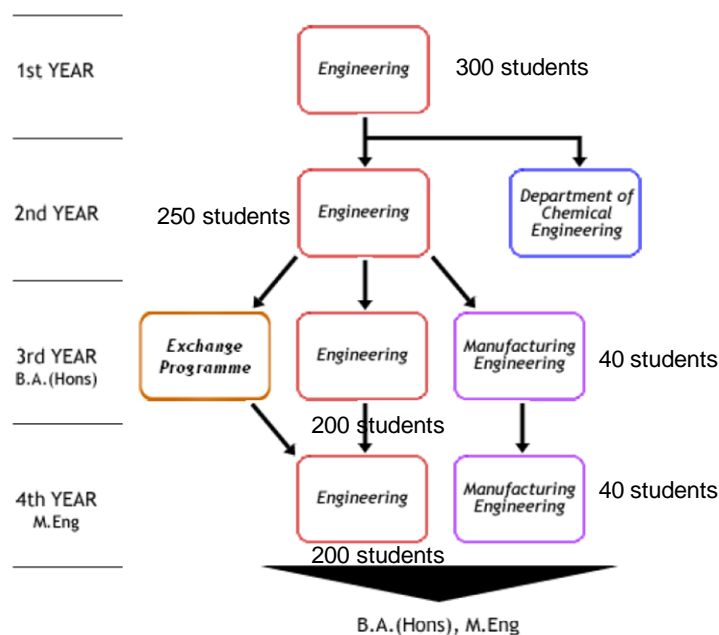 1st YEAR
Engineering
300 students
2nd YEAR
250 students
Engineering
Department of
Chemical
Engineering
3rd YEAR
B.A.(Hons)
Exchange
Programme
Engineering
Manufacturing
Engineering
40 students
200 students
4th YEAR
M.Eng
Engineering
Manufacturing
Engineering
40 students
200 students
B.A.(Hons), M.Eng